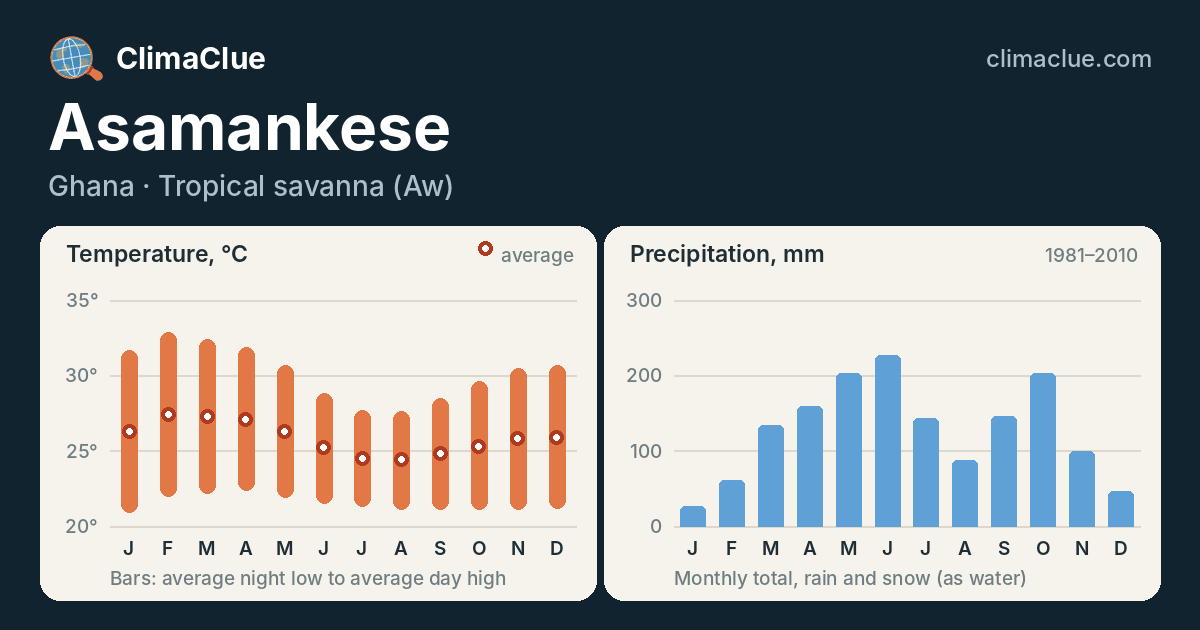 ClimaClue
climaclue.com
Asamankese
Ghana · Tropical savanna (Aw)
Temperature, °C
average
35°
30°
25°
20°
J F M A M J J A S O N D
Bars: average night low to average day high
Precipitation, mm
1981–2010
300
200
100
0
J F M A M J J A S O N D
Monthly total, rain and snow (as water)